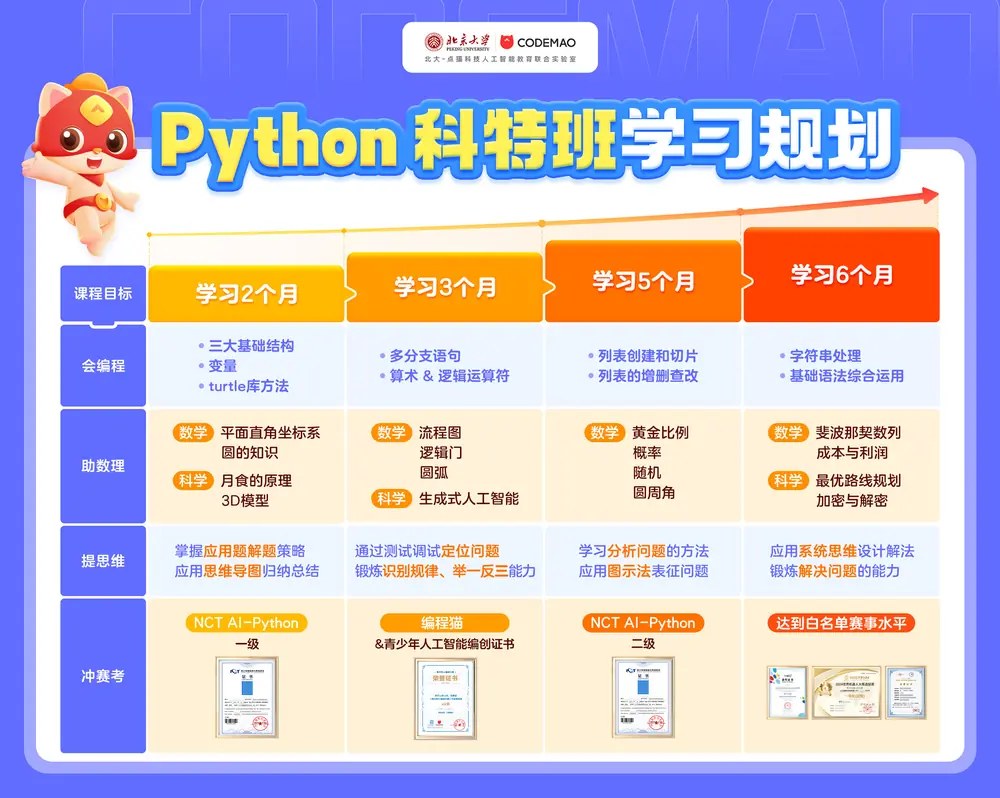 北京大学
PEKING UNIVERSITY
CODEMAO
北大-点猫科技人工智能教育联合实验室
Python 科特班学习规划
课程目标
学习2个月
学习3个月
学习5个月
学习6个月
会编程
• 三大基础结构
• 变量
• turtle库方法
• 多分支语句
• 算术 & 逻辑运算符
• 列表创建和切片
• 列表的增删查改
• 字符串处理
• 基础语法综合运用
助数理
数学 平面直角坐标系
圆的知识
科学 月食的原理
3D模型
数学 流程图
逻辑门
圆弧
科学 生成式人工智能
数学 黄金比例
概率
随机
圆周角
数学 斐波那契数列
成本与利润
科学 最优路线规划
加密与解密
提思维
掌握应用题解题策略
应用思维导图归纳总结
通过测试调试定位问题
锻炼识别规律、举一反三能力
学习分析问题的方法
应用图示法表征问题
应用系统思维设计解法
锻炼解决问题的能力
冲赛考
NCT AI-Python
一级
证 书
编程猫
&青少年人工智能编创证书
荣誉证书
NCT AI-Python
二级
证 书
达到白名单赛事水平